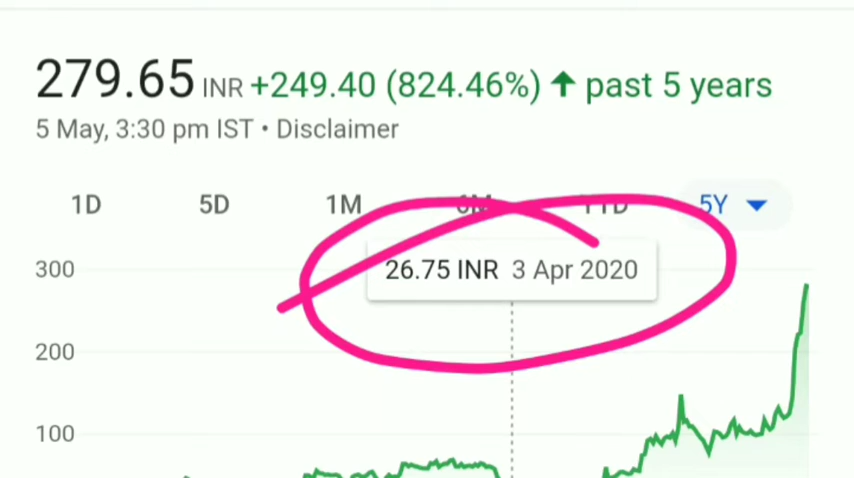 279.65 INR +249.40 (824.46%) ↑ past 5 years
5 May, 3:30 pm IST • Disclaimer
1D 5D 1M 6M YTD 5Y
26.75 INR 3 Apr 2020
300
200
100